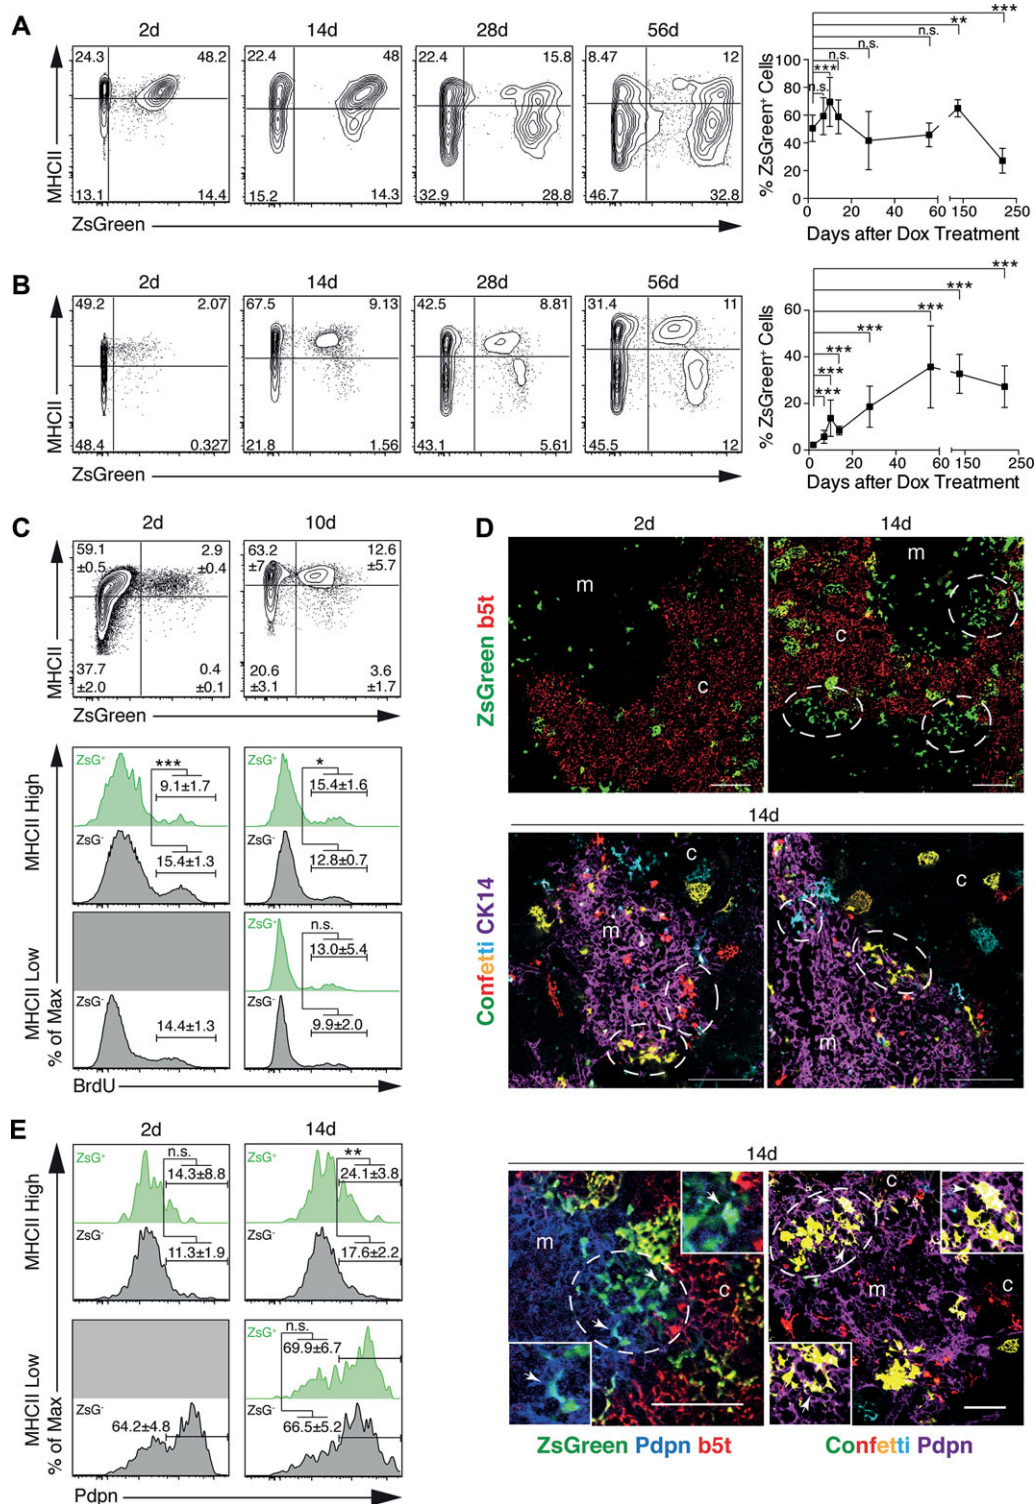 A
2d
14d
28d
56d
24.3 48.2
13.1 14.4
22.4 48
15.2 14.3
22.4 15.8
32.9 28.8
8.47 12
46.7 32.8
MHCII
ZsGreen
***
**
n.s.
n.s.
n.s.
***
n.s.
% ZsGreen+ Cells
100
80
60
40
20
0
0 20 40 60 150 250
Days after Dox Treatment
B
2d
14d
28d
56d
49.2 2.07
48.4 0.327
67.5 9.13
21.8 1.56
42.5 8.81
43.1 5.61
31.4 11
45.5 12
MHCII
ZsGreen
***
***
***
***
***
***
***
% ZsGreen+ Cells
60
40
20
0
0 20 40 60 145 250
Days after Dox Treatment
C
2d
10d
59.1 ±0.5
2.9 ±0.4
37.7 ±2.0
0.4 ±0.1
63.2 ±7
12.6 ±5.7
20.6 ±3.1
3.6 ±1.7
MHCII
ZsGreen
MHCII High
ZsG+
***
9.1±1.7
ZsG-
15.4±1.3
ZsG+
*
15.4±1.6
ZsG-
12.8±0.7
MHCII Low
% of Max
ZsG-
14.4±1.3
ZsG+
n.s.
13.0±5.4
ZsG-
9.9±2.0
BrdU
D
2d
14d
ZsGreen b5t
m
c
m
c
14d
Confetti CK14
c
m
c
m
14d
m
c
c
m
c
ZsGreen Pdpn b5t
Confetti Pdpn
E
2d
14d
MHCII High
ZsG+
n.s.
14.3±8.8
ZsG-
11.3±1.9
ZsG+
**
24.1±3.8
ZsG-
17.6±2.2
MHCII Low
% of Max
ZsG-
64.2±4.8
ZsG+
n.s.
69.9±6.7
ZsG-
66.5±5.2
Pdpn